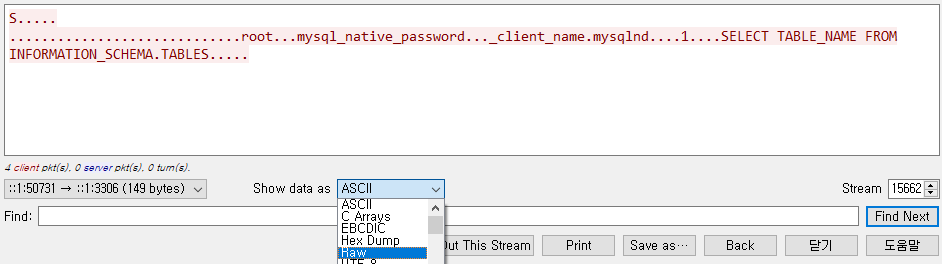 S.....
.............................root...mysql_native_password..._client_name.mysqlnd....1....SELECT TABLE_NAME FROM
INFORMATION_SCHEMA.TABLES.....
4 client pkt(s), 0 server pkt(s), 0 turn(s).
::1:50731 → ::1:3306 (149 bytes) Show data as ASCII Stream 15662
ASCII
Find: Find Next
C Arrays
EBCDIC
Hex Dump
Raw
Out This Stream Print Save as… Back 닫기 도움말
UTF-8